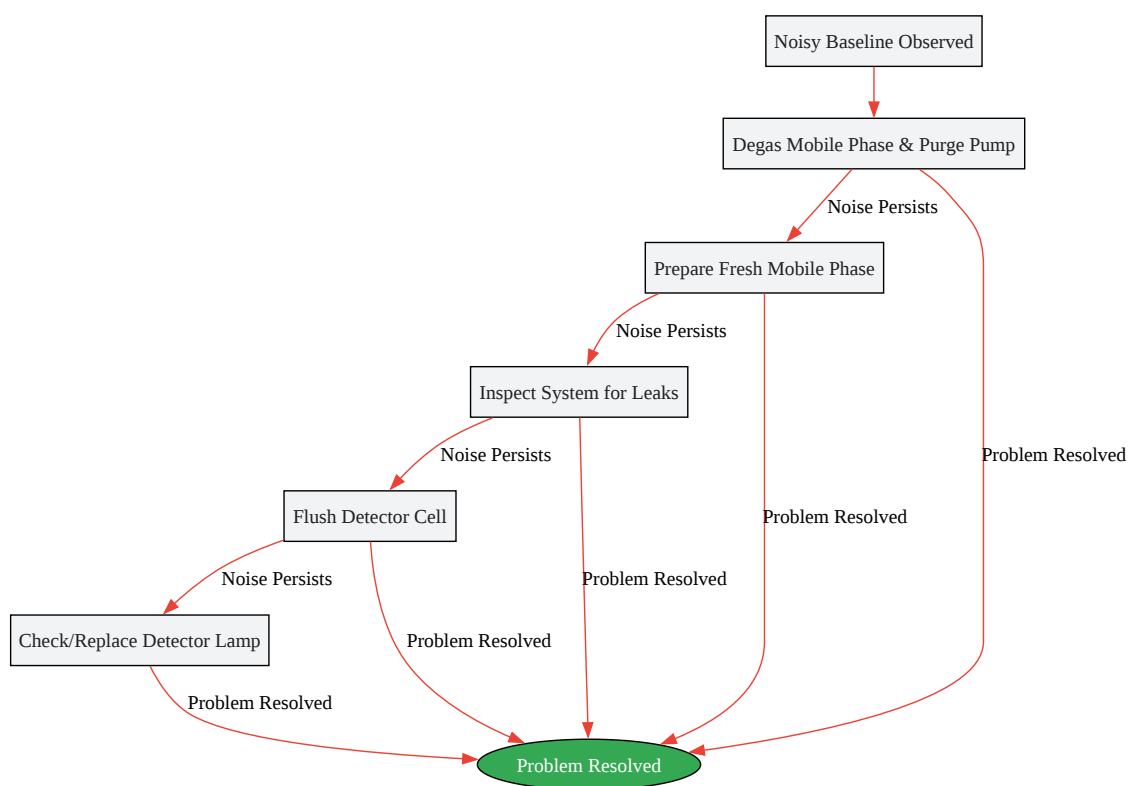 Noisy Baseline Observed
Degas Mobile Phase & Purge Pump
Noise Persists
Prepare Fresh Mobile Phase
Noise Persists
Inspect System for Leaks
Noise Persists
Problem Resolved
Flush Detector Cell
Problem Resolved
Noise Persists
Problem Resolved
Check/Replace Detector Lamp
Problem Resolved
Problem Resolved
Problem Resolved